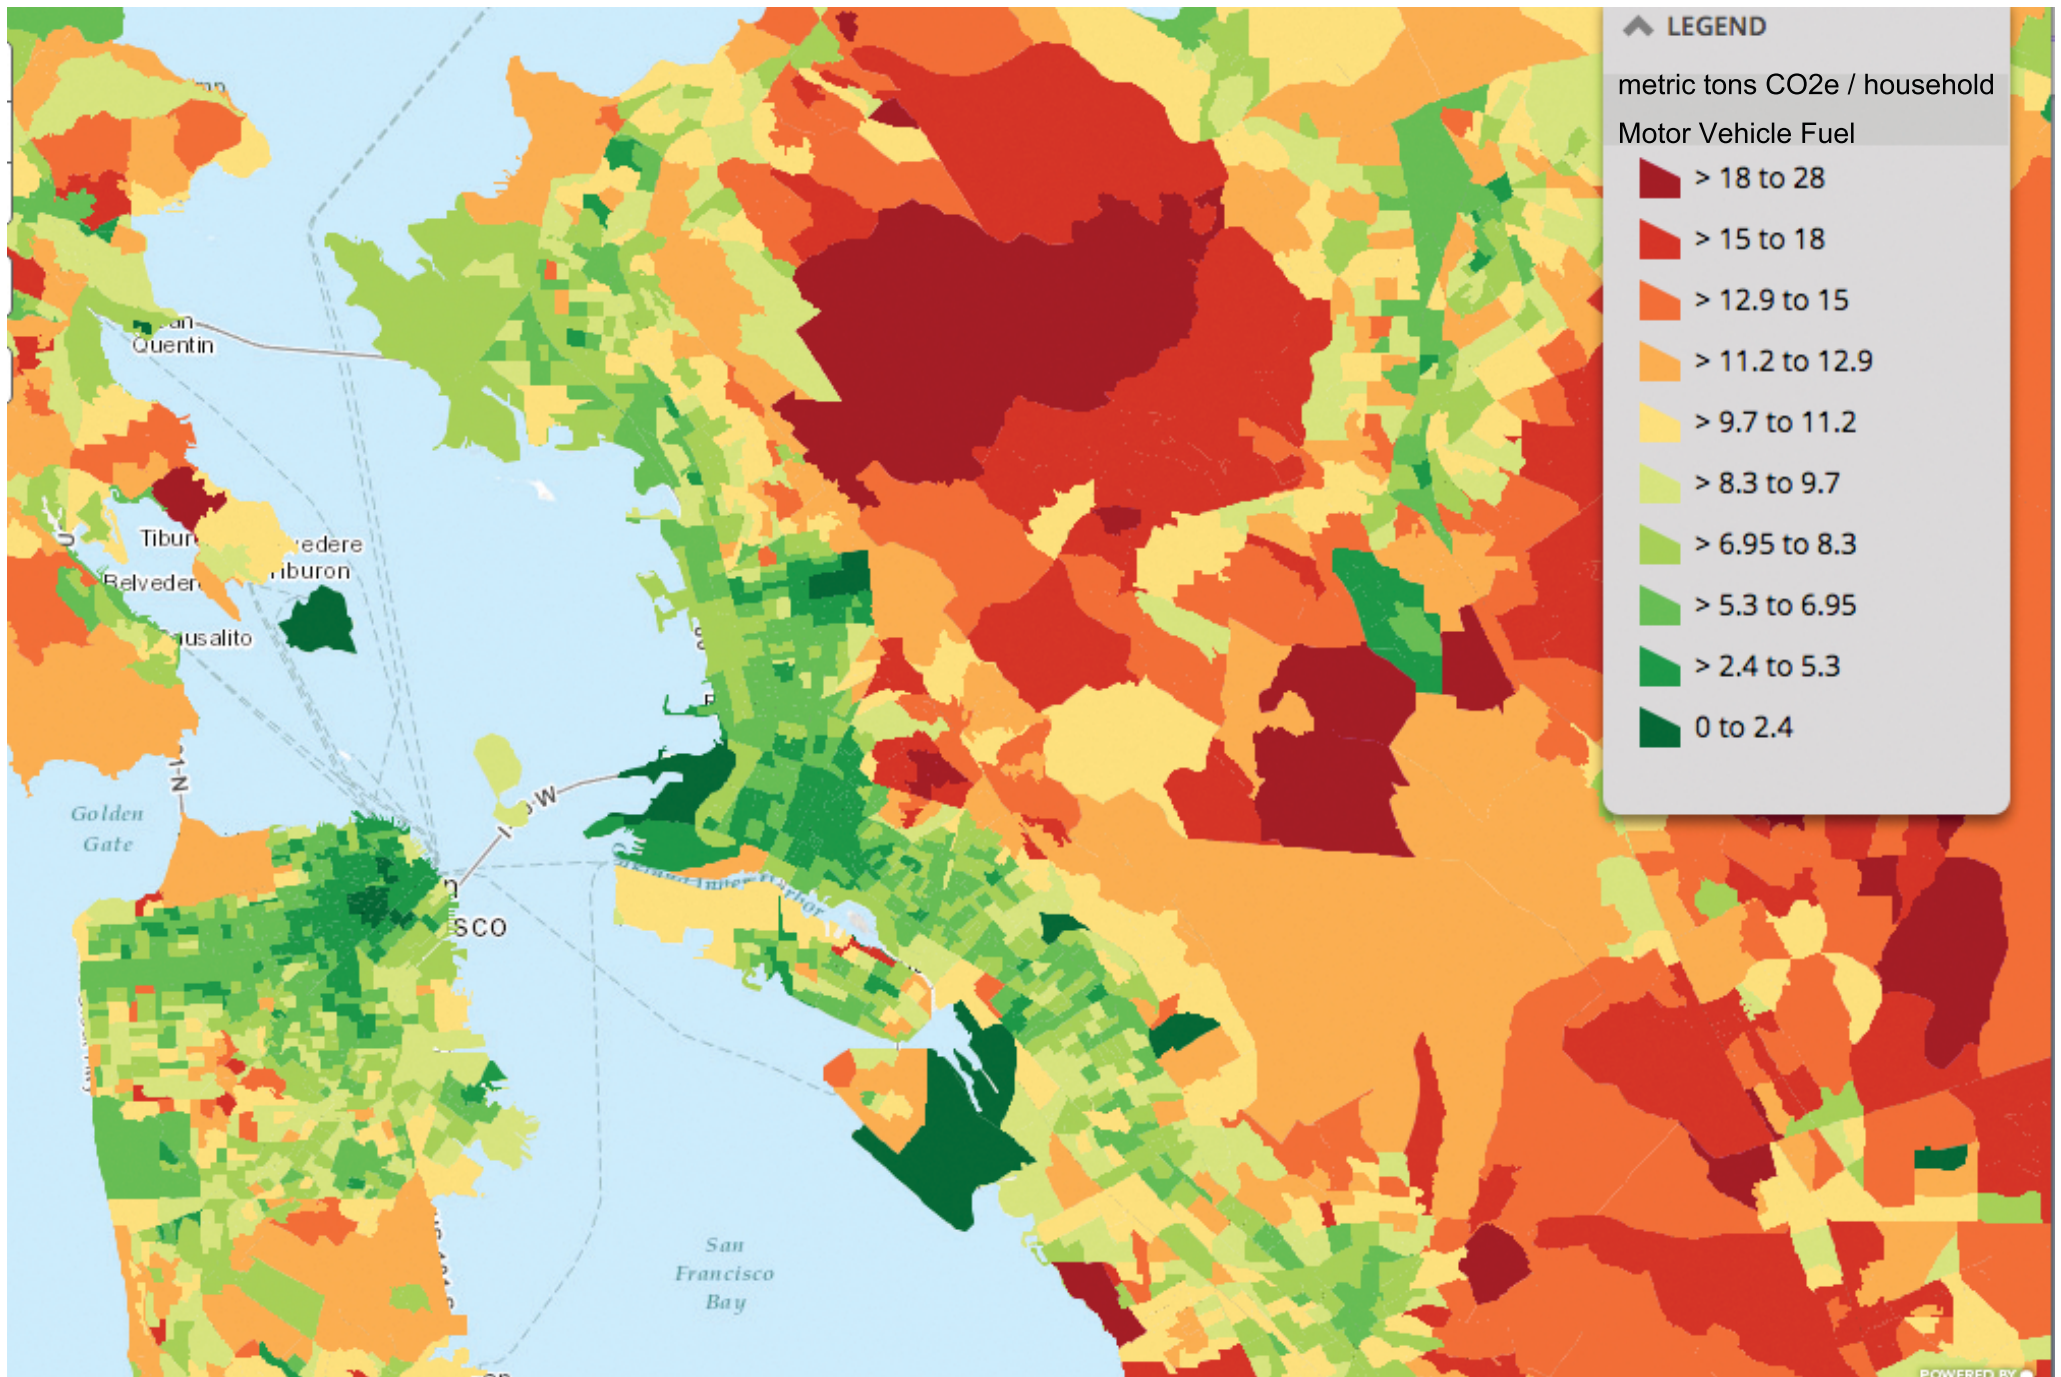 LEGEND
metric tons CO2e / household
Motor Vehicle Fuel
> 18 to 28
> 15 to 18
> 12.9 to 15
> 11.2 to 12.9
> 9.7 to 11.2
> 8.3 to 9.7
> 6.95 to 8.3
> 5.3 to 6.95
> 2.4 to 5.3
0 to 2.4
Quentin
Golden
Gate
SCO
San
Francisco
Bay
POWERED BY